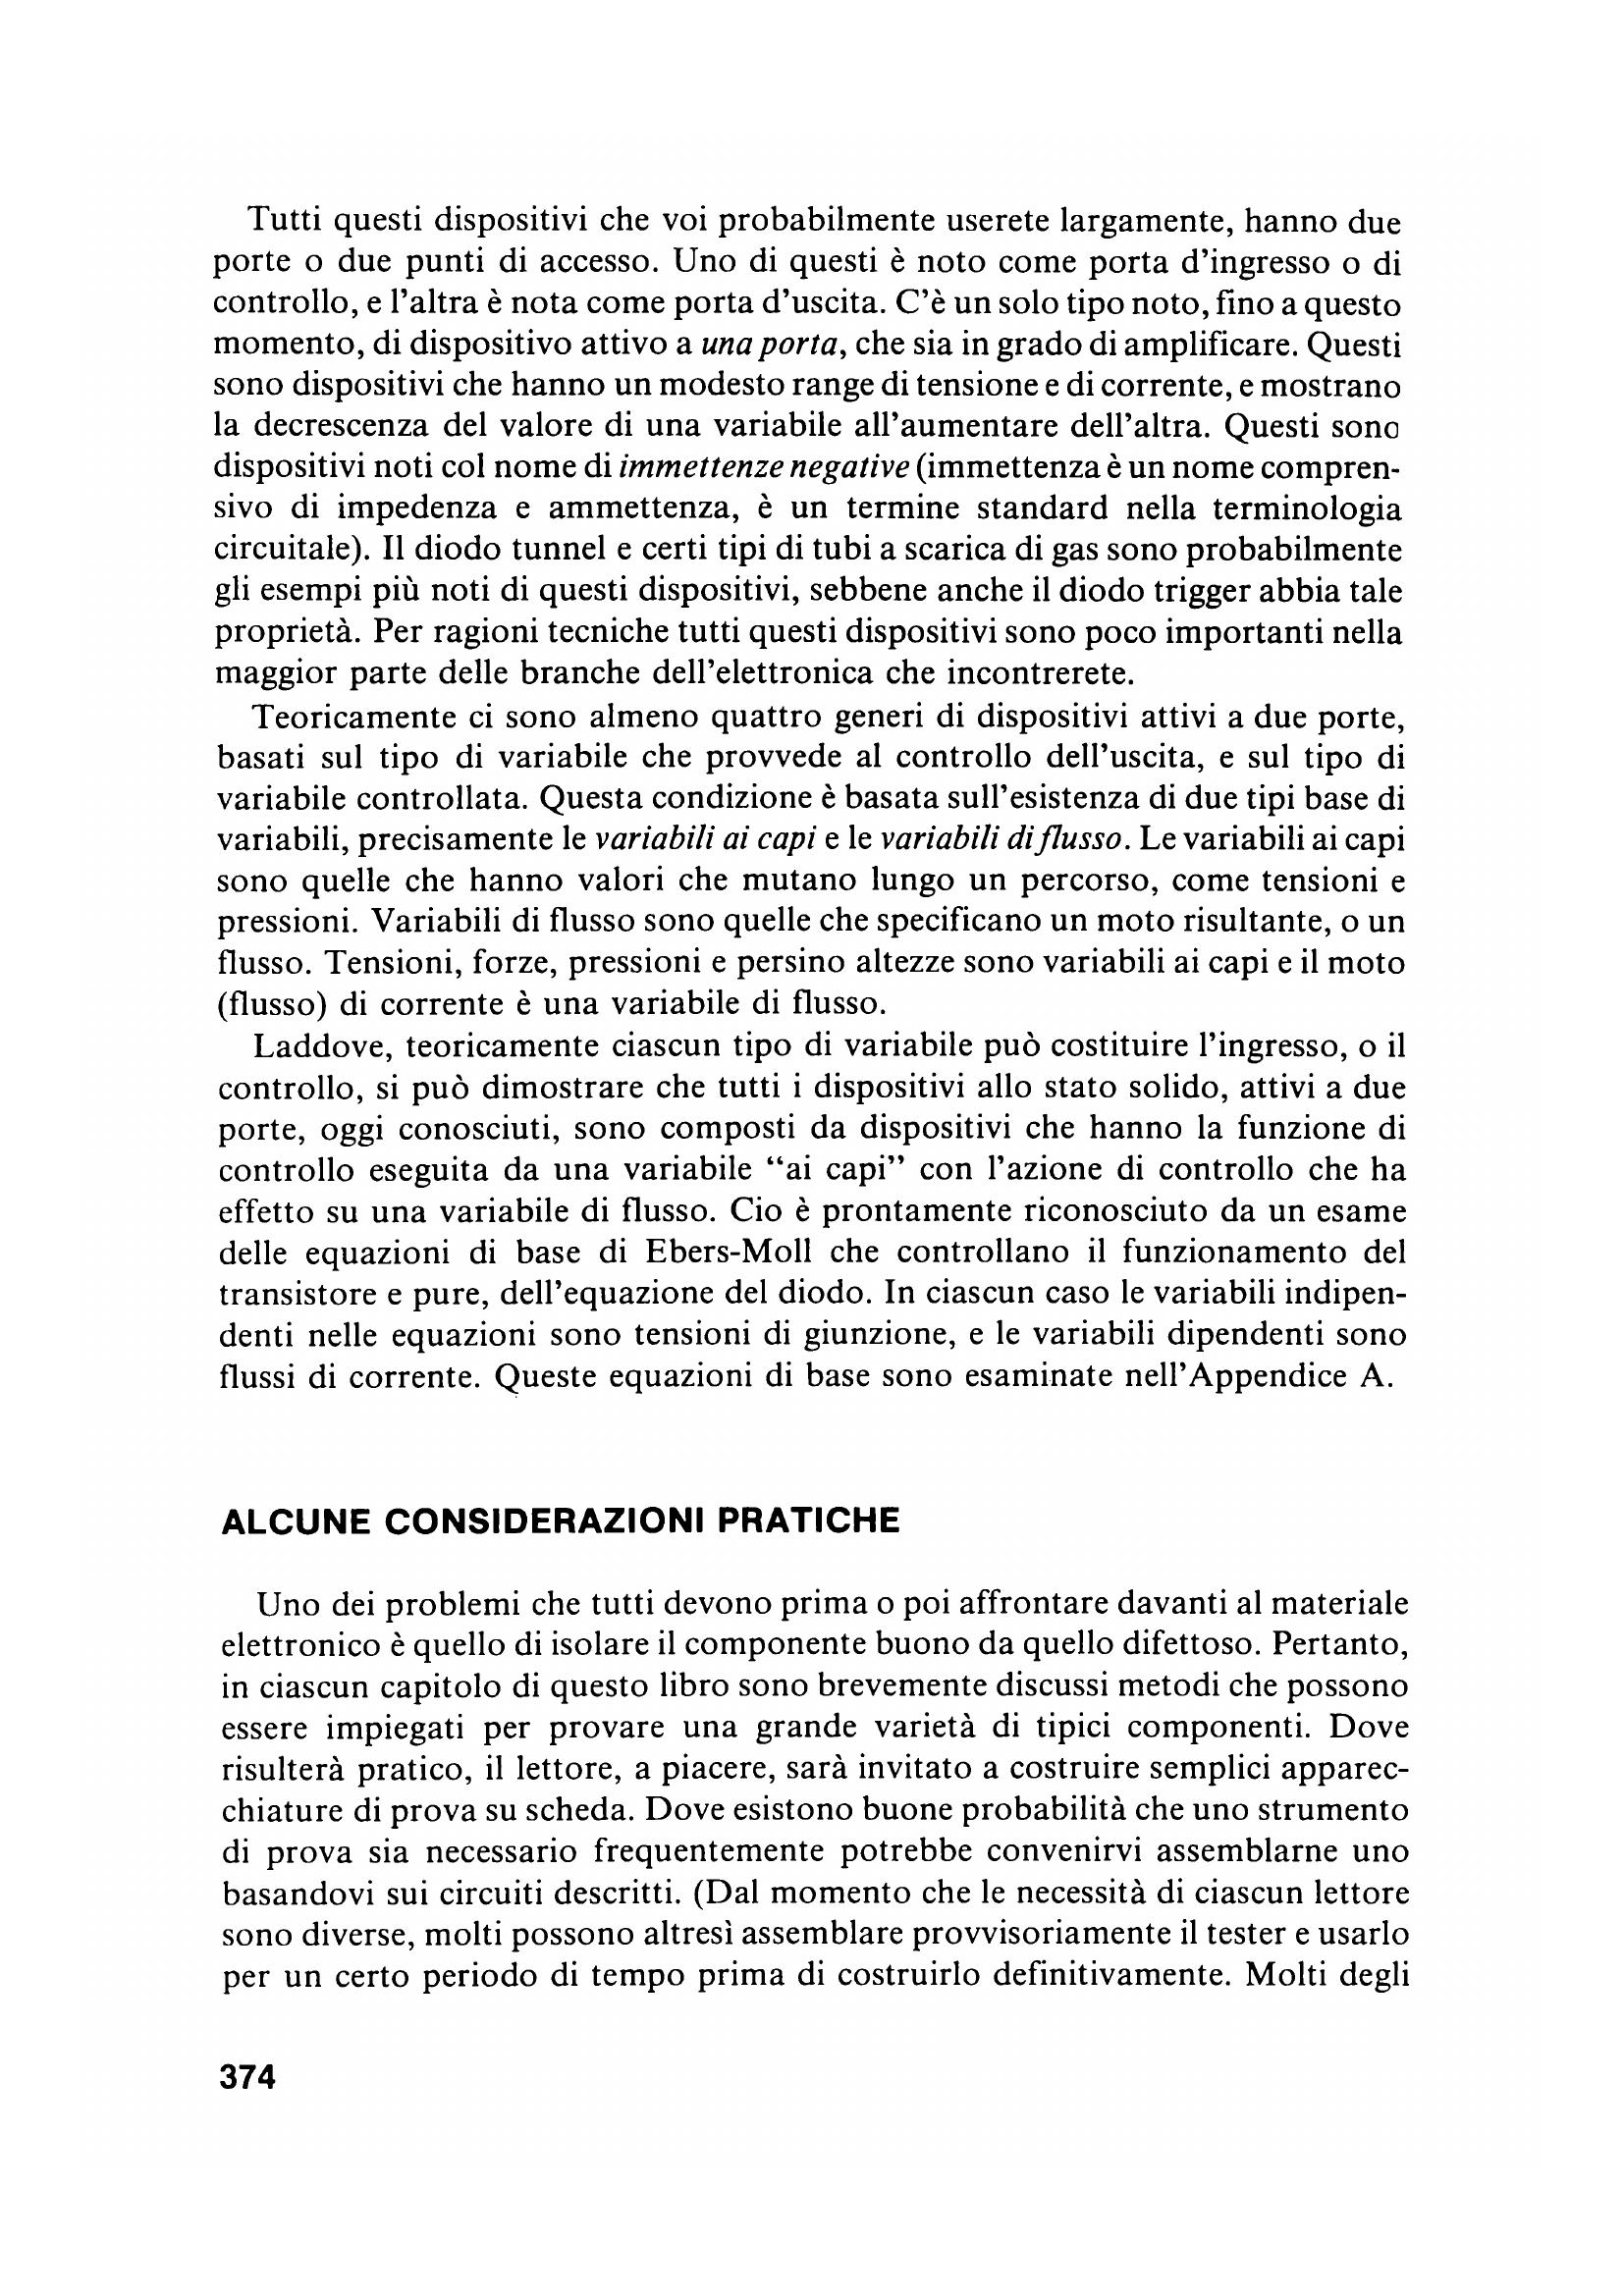 Tutti questi dispositivi che voi probabilmente userete largamente, hanno due
porte o due punti di accesso. Uno di questi è noto come porta d'ingresso o di
controllo, e l'altra è nota come porta d'uscita. C'è un solo tipo noto, fino a questo
momento, di dispositivo attivo a una porta, che sia in grado di amplificare. Questi
sono dispositivi che hanno un modesto range di tensione e di corrente, e mostrano
la decrescenza del valore di una variabile all'aumentare dell'altra. Questi sono
dispositivi noti col nome di immettenze negative (immettenza è un nome compren-
sivo di impedenza e ammettenza, è un termine standard nella terminologia
circuitale). Il diodo tunnel e certi tipi di tubi a scarica di gas sono probabilmente
gli esempi più noti di questi dispositivi, sebbene anche il diodo trigger abbia tale
proprietà. Per ragioni tecniche tutti questi dispositivi sono poco importanti nella
maggior parte delle branche dell'elettronica che incontrerete.
Teoricamente ci sono almeno quattro generi di dispositivi attivi a due porte,
basati sul tipo di variabile che provvede al controllo dell'uscita, e sul tipo di
variabile controllata. Questa condizione è basata sull'esistenza di due tipi base di
variabili, precisamente le variabili ai capi e le variabili di flusso. Le variabili ai capi
sono quelle che hanno valori che mutano lungo un percorso, come tensioni e
pressioni. Variabili di flusso sono quelle che specificano un moto risultante, o un
flusso. Tensioni, forze, pressioni e persino altezze sono variabili ai capi e il moto
(flusso) di corrente è una variabile di flusso.
Laddove, teoricamente ciascun tipo di variabile può costituire l'ingresso, o il
controllo, si può dimostrare che tutti i dispositivi allo stato solido, attivi a due
porte, oggi conosciuti, sono composti da dispositivi che hanno la funzione di
controllo eseguita da una variabile “ai capi” con l'azione di controllo che ha
effetto su una variabile di flusso. Cio è prontamente riconosciuto da un esame
delle equazioni di base di Ebers-Moll che controllano il funzionamento del
transistore e pure, dell'equazione del diodo. In ciascun caso le variabili indipen-
denti nelle equazioni sono tensioni di giunzione, e le variabili dipendenti sono
flussi di corrente. Queste equazioni di base sono esaminate nell'Appendice A.
ALCUNE CONSIDERAZIONI PRATICHE
Uno dei problemi che tutti devono prima o poi affrontare davanti al materiale
elettronico è quello di isolare il componente buono da quello difettoso. Pertanto,
in ciascun capitolo di questo libro sono brevemente discussi metodi che possono
essere impiegati per provare una grande varietà di tipici componenti. Dove
risulterà pratico, il lettore, a piacere, sarà invitato a costruire semplici apparec-
chiature di prova su scheda. Dove esistono buone probabilità che uno strumento
di prova sia necessario frequentemente potrebbe convenirvi assemblarne uno
basandovi sui circuiti descritti. (Dal momento che le necessità di ciascun lettore
sono diverse, molti possono altresì assemblare provvisoriamente il tester e usarlo
per un certo periodo di tempo prima di costruirlo definitivamente. Molti degli
374